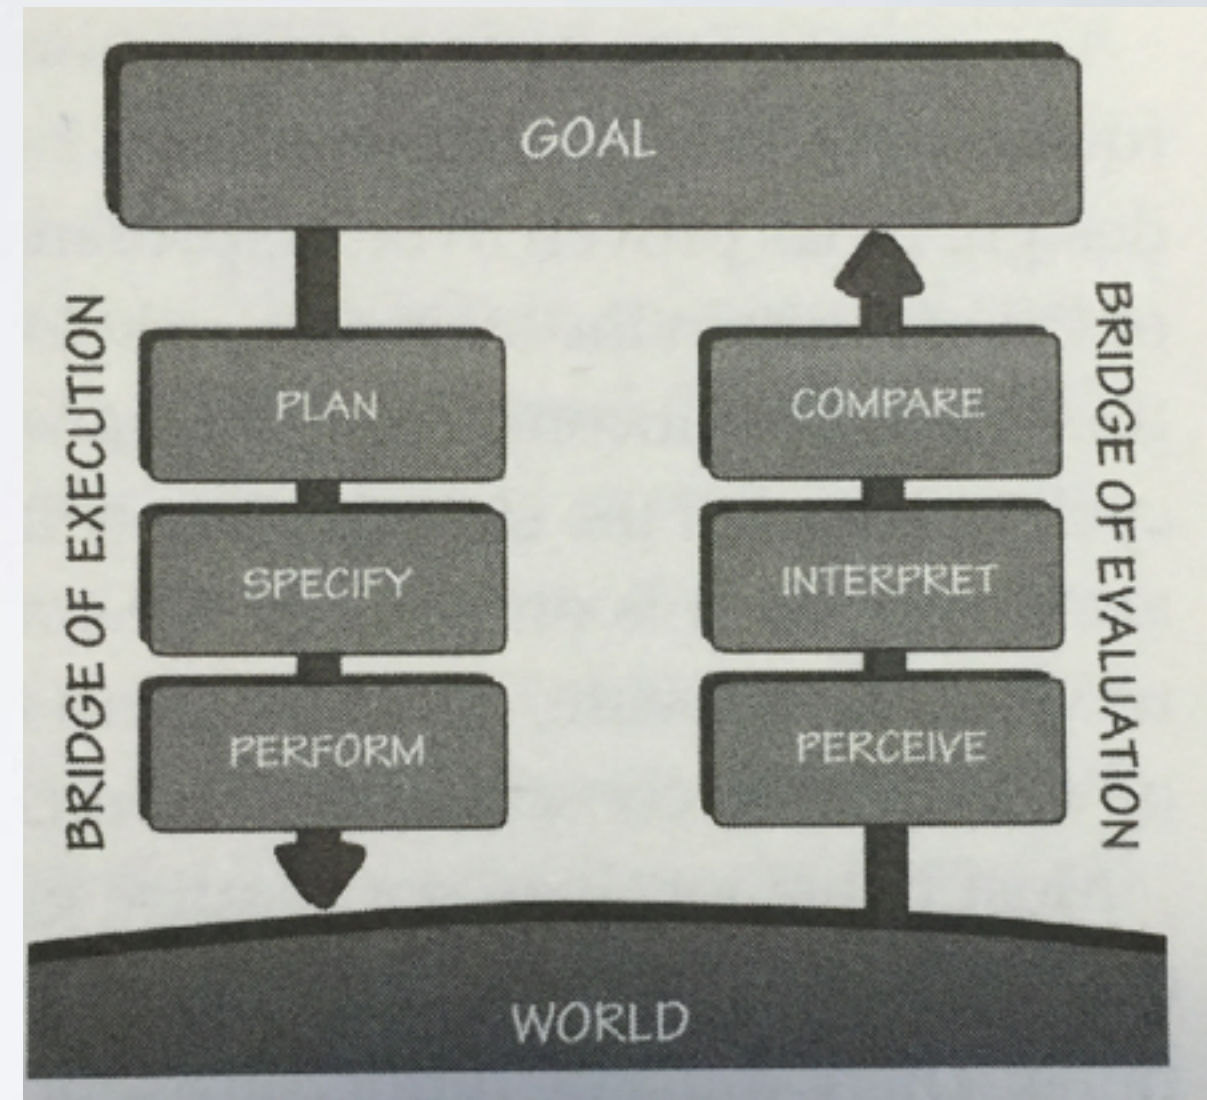 GOAL
BRIDGE OF EXECUTION
PLAN
SPECIFY
PERFORM
COMPARE
INTERPRET
PERCEIVE
BRIDGE OF EVALUATION
WORLD